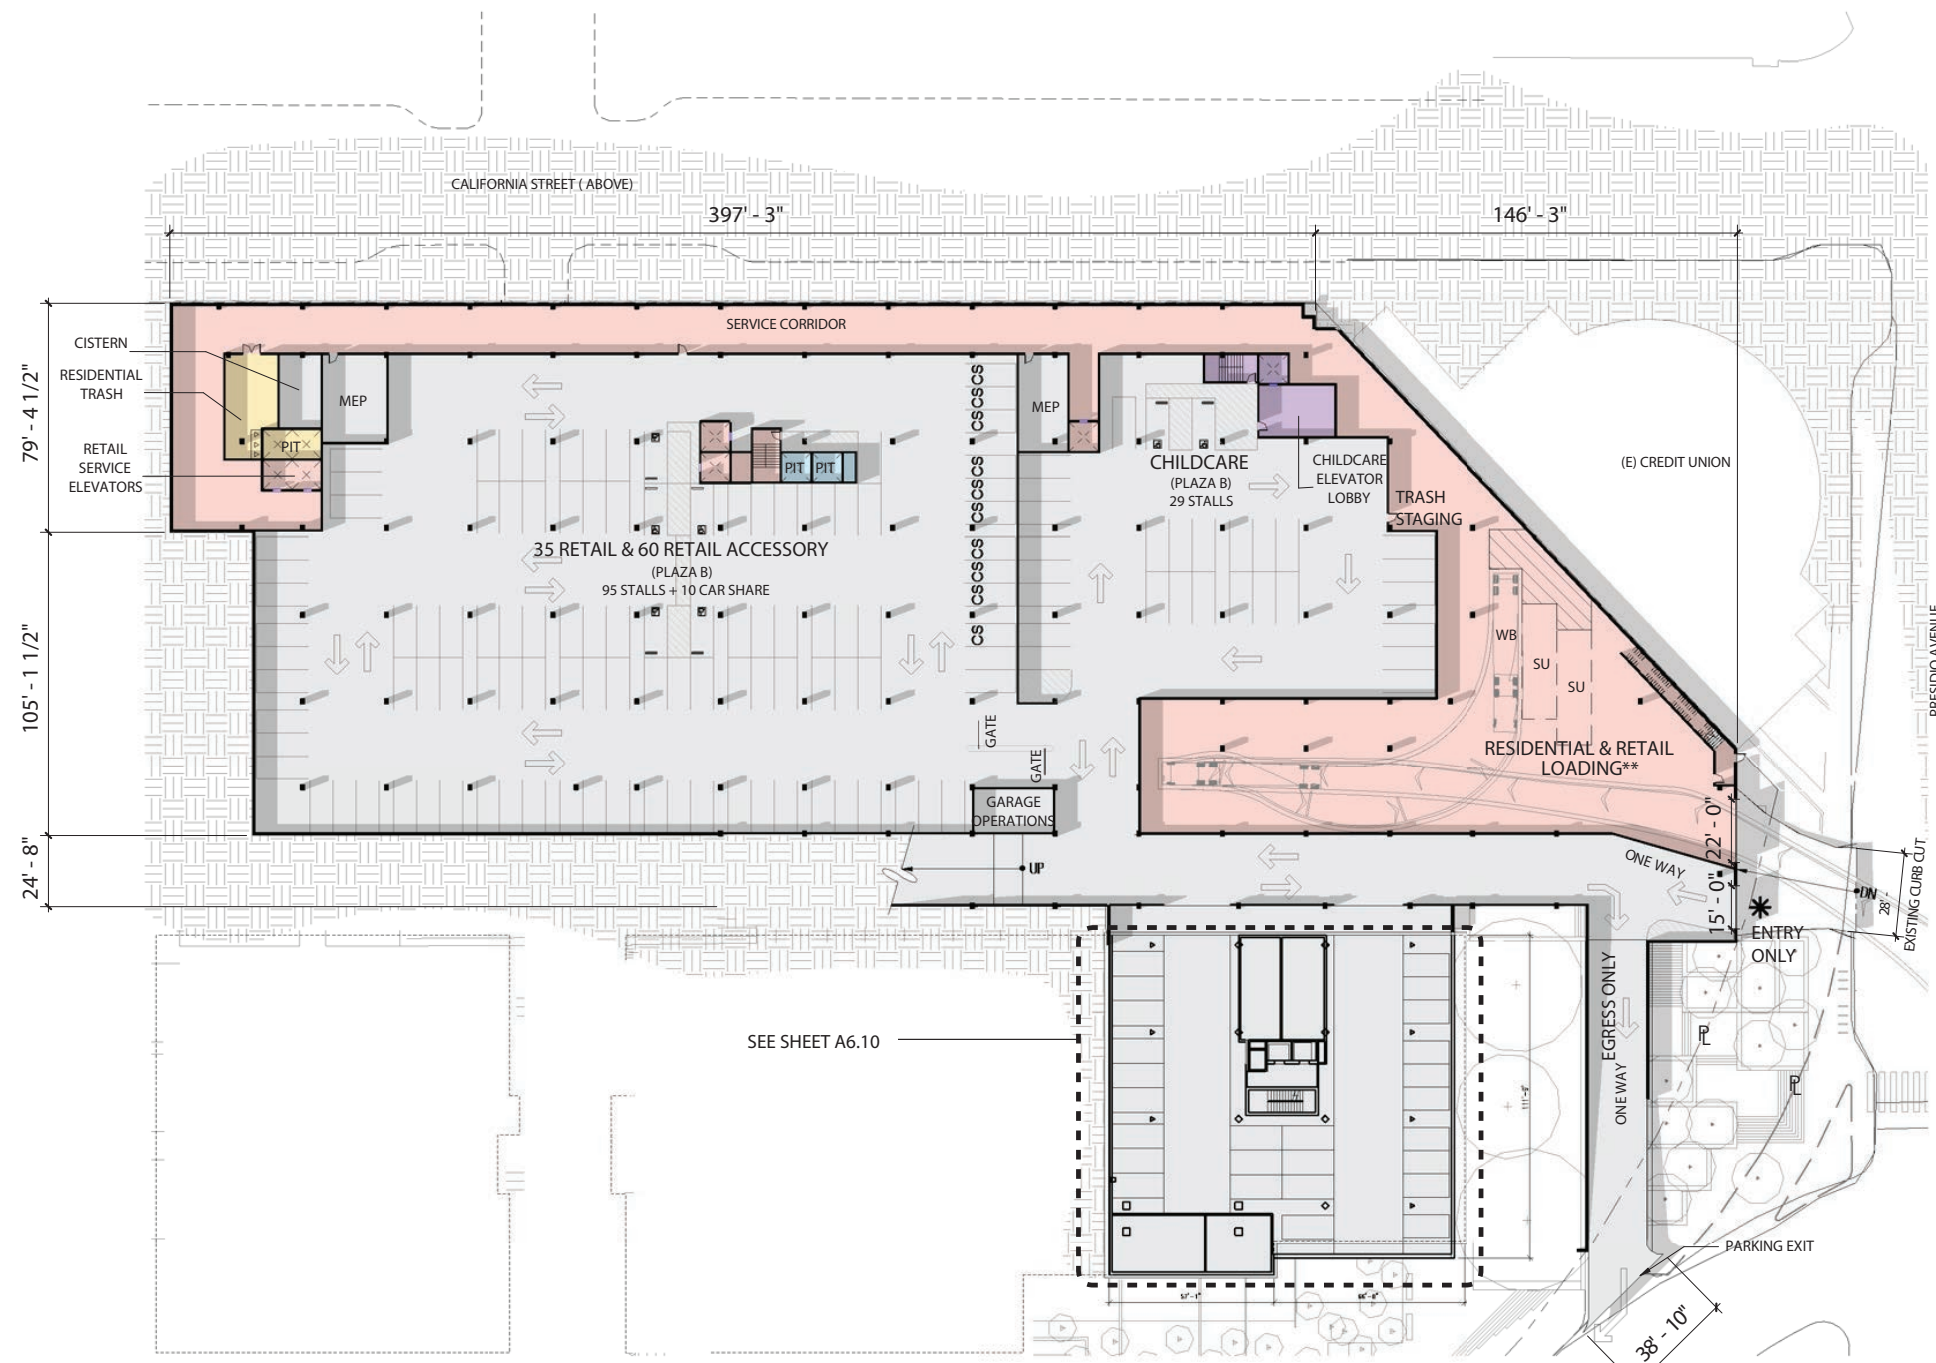 CALIFORNIA STREET ( ABOVE)
397' - 3"
146' - 3"
79' - 4 1/2"
105' - 1 1/2"
24' - 8"
CISTERN
RESIDENTIAL
TRASH
RETAIL
SERVICE
ELEVATORS
SERVICE CORRIDOR
MEP
PIT
PIT
PIT
MEP
CS
CS
CS
CS
CS
CS
CS
CS
CS
CS
35 RETAIL & 60 RETAIL ACCESSORY
(PLAZA B)
95 STALLS + 10 CAR SHARE
CHILDCARE
(PLAZA B)
29 STALLS
CHILDCARE
ELEVATOR
LOBBY
TRASH
STAGING
(E) CREDIT UNION
PRESIDIO AVENUE
WB
SU
SU
RESIDENTIAL & RETAIL
LOADING**
GATE
GATE
GARAGE
OPERATIONS
UP
ONE WAY
22' - 0"
15' - 0"
DN
28' -
EXISTING CURB CUT
ENTRY
ONLY
EGRESS ONLY
ONE WAY
PL
PL
SEE SHEET A6.10
PARKING EXIT
38' - 10"